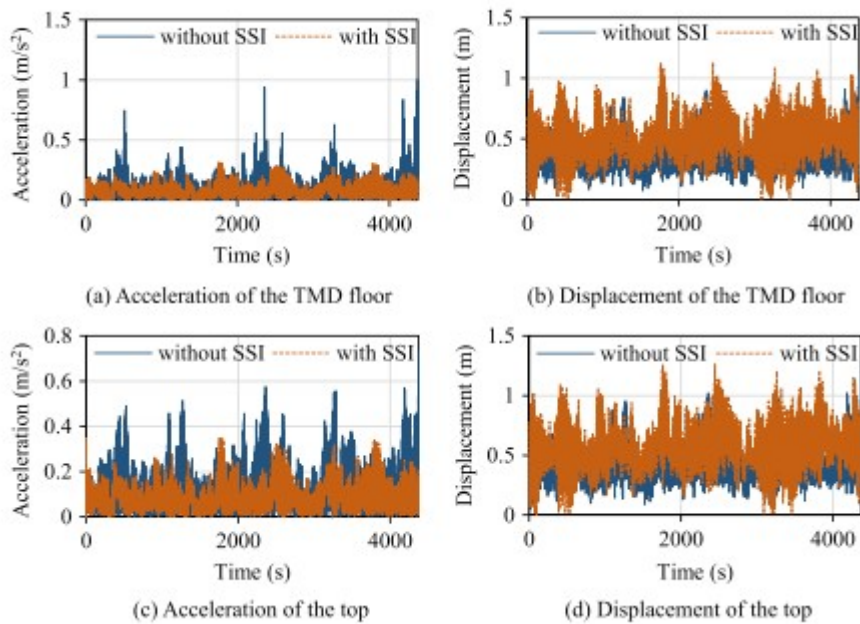 1.5
without SSI
with SSI
1
0.5
0
Acceleration (m/s²)
0
2000
4000
Time (s)
(a) Acceleration of the TMD floor
1.5
without SSI
with SSI
1
0.5
0
Displacement (m)
0
2000
4000
Time (s)
(b) Displacement of the TMD floor
0.8
without SSI
with SSI
0.6
0.4
0.2
0
Acceleration (m/s²)
0
2000
4000
Time (s)
(c) Acceleration of the top
1.5
without SSI
with SSI
1
0.5
0
Displacement (m)
0
2000
4000
Time (s)
(d) Displacement of the top